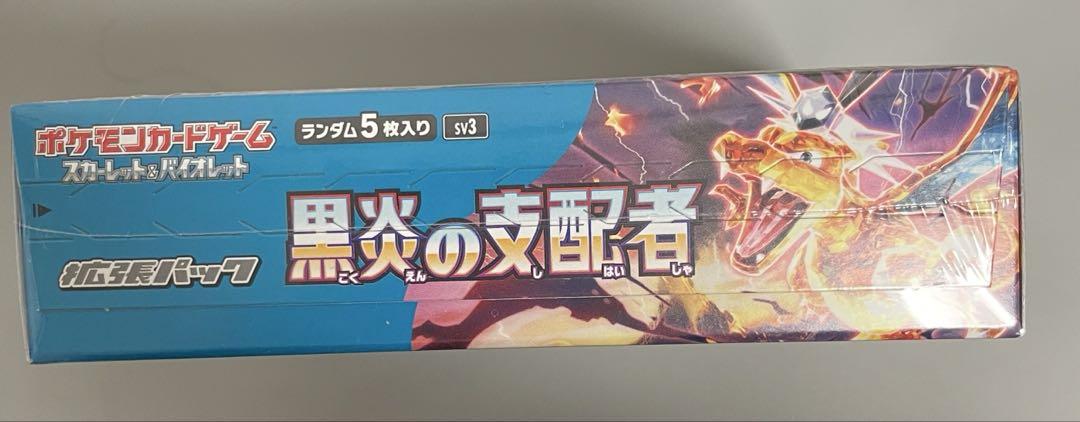 ポケモンカードゲーム
スカーレット&バイオレット
ランダム5枚入り
SV3
黒炎の支配者
こくえんしはいしゃ
拡張パック